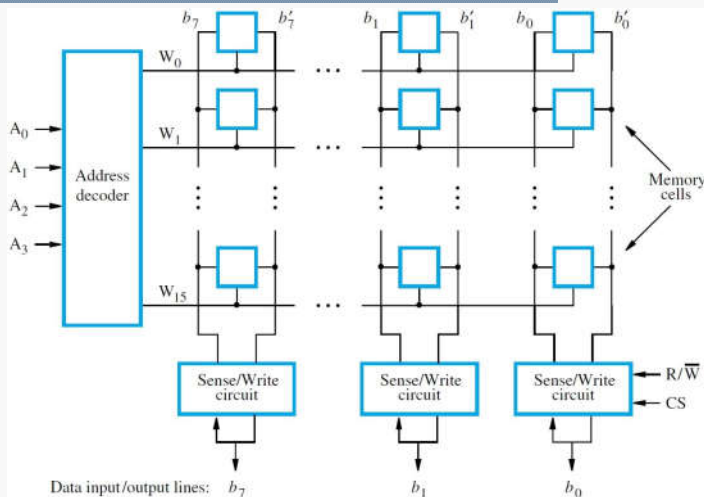 b7 b′7 b1 b′1 b0 b′0
W0
...
W1
...
A0
A1
A2
A3
Address
decoder
Memory
cells
W15
...
Sense/Write
circuit
Sense/Write
circuit
Sense/Write
circuit
R/W̅
CS
Data input/output lines: b7 b1 b0